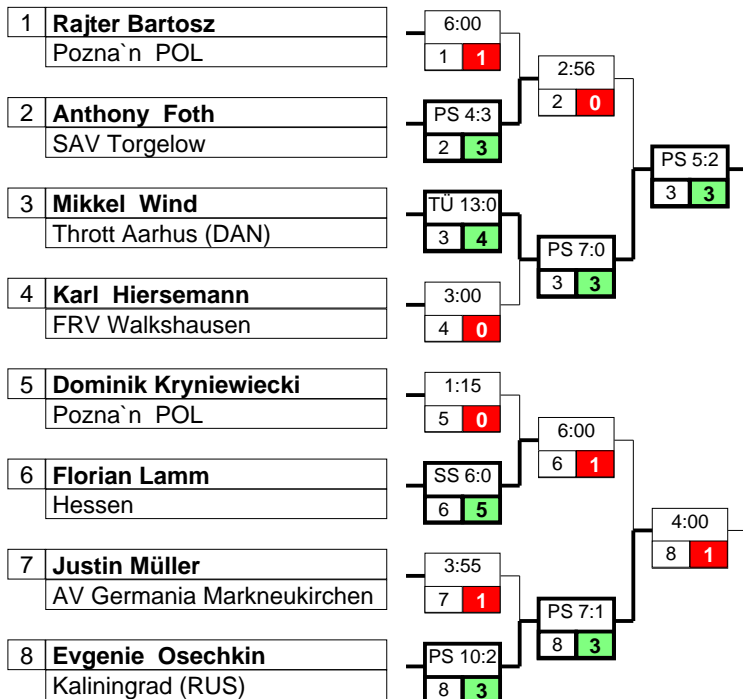 1 Rajter Bartosz
Pozna`n POL
6:00
1 1
2:56
2 0
2 Anthony Foth
SAV Torgelow
PS 4:3
2 3
PS 5:2
3 3
3 Mikkel Wind
Thrott Aarhus (DAN)
TÜ 13:0
3 4
PS 7:0
3 3
4 Karl Hiersemann
FRV Walkshausen
3:00
4 0
5 Dominik Kryniewiecki
Pozna`n POL
1:15
5 0
6:00
6 1
6 Florian Lamm
Hessen
SS 6:0
6 5
4:00
8 1
7 Justin Müller
AV Germania Markneukirchen
3:55
7 1
PS 7:1
8 3
8 Evgenie Osechkin
Kaliningrad (RUS)
PS 10:2
8 3